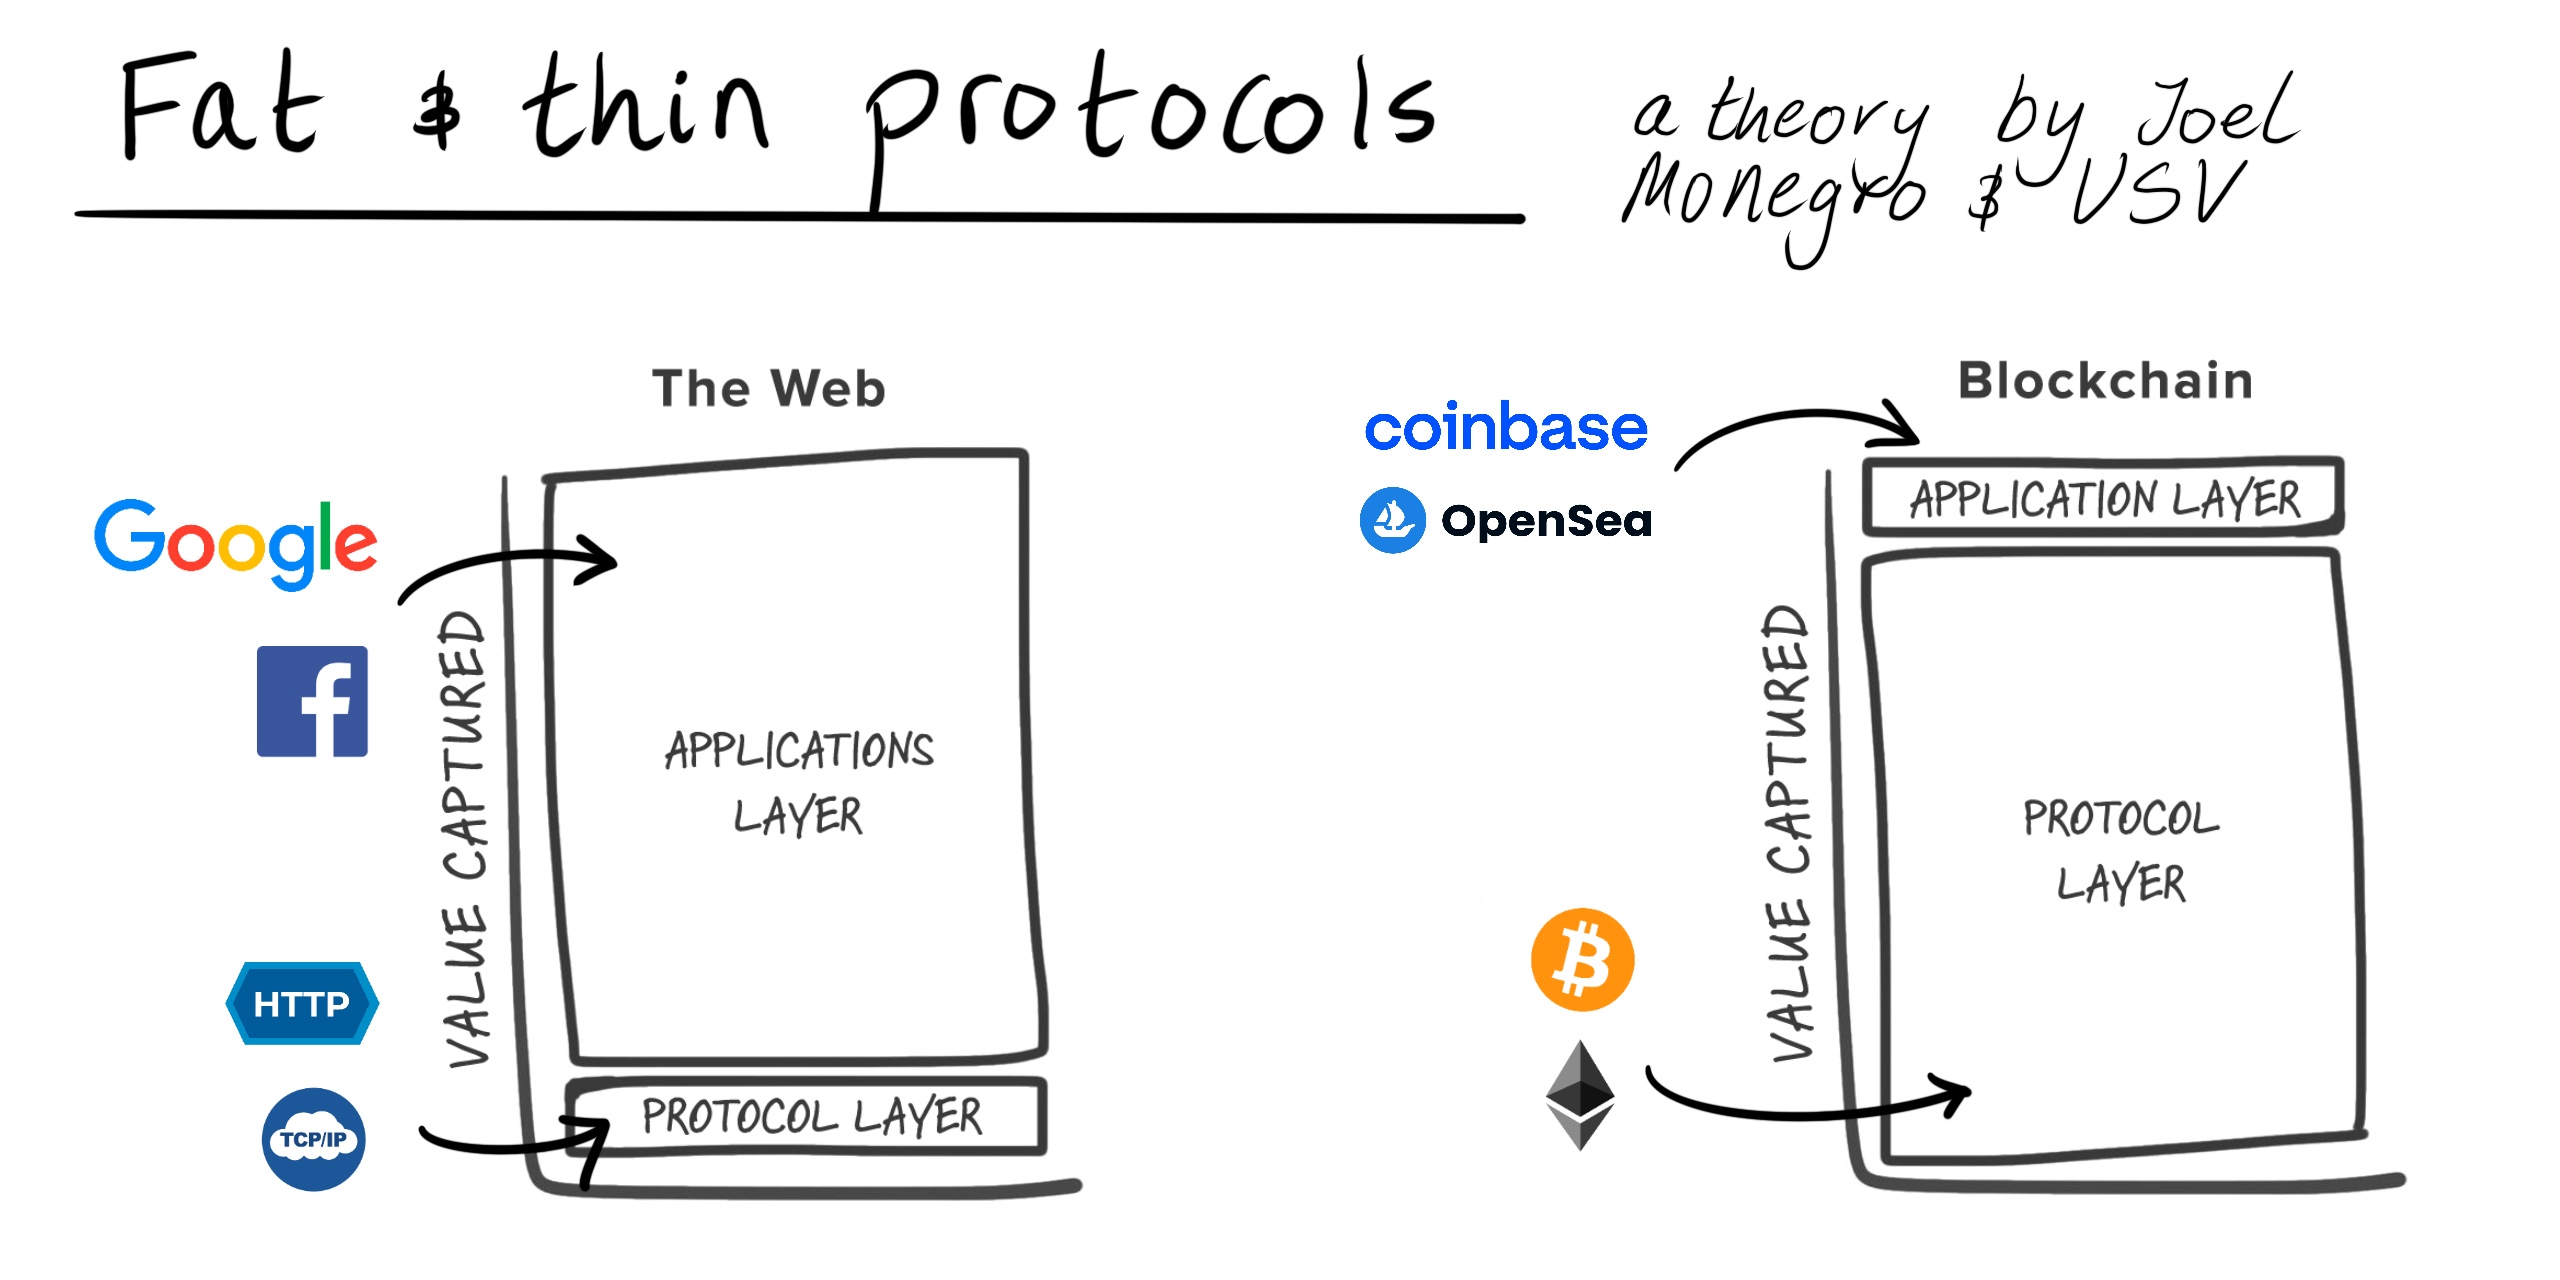 Fat & thin protocols
a theory by Joel
Monegro & USV
The Web
Google
f
HTTP
TCP/IP
VALUE CAPTURED
APPLICATIONS
LAYER
PROTOCOL LAYER
Blockchain
coinbase
OpenSea
VALUE CAPTURED
APPLICATION LAYER
PROTOCOL
LAYER